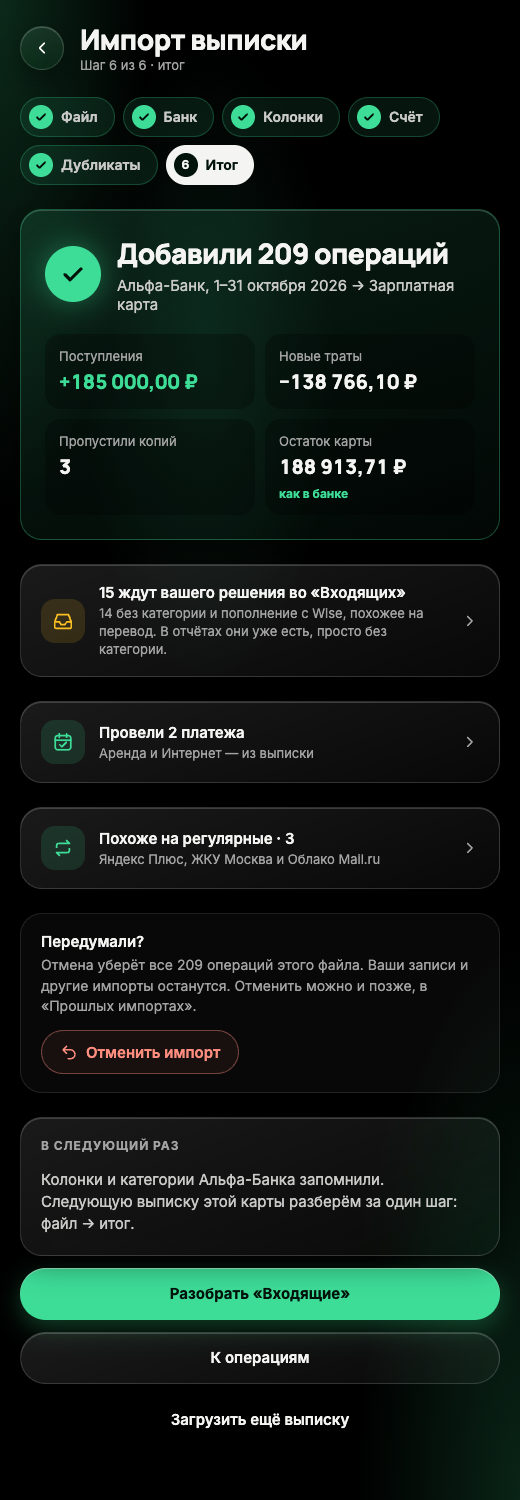 Импорт выписки
Шаг 6 из 6 · итог
Файл
Банк
Колонки
Счёт
Дубликаты
6 Итог
Добавили 209 операций
Альфа-Банк, 1–31 октября 2026 → Зарплатная
карта
Поступления
+185 000,00 ₽
Новые траты
−138 766,10 ₽
Пропустили копий
3
Остаток карты
188 913,71 ₽
как в банке
15 ждут вашего решения во «Входящих»
14 без категории и пополнение с Wise, похожее на
перевод. В отчётах они уже есть, просто без
категории.
Провели 2 платежа
Аренда и Интернет — из выписки
Похоже на регулярные · 3
Яндекс Плюс, ЖКУ Москва и Облако Mail.ru
Передумали?
Отмена уберёт все 209 операций этого файла. Ваши записи и
другие импорты останутся. Отменить можно и позже, в
«Прошлых импортах».
Отменить импорт
В СЛЕДУЮЩИЙ РАЗ
Колонки и категории Альфа-Банка запомнили.
Следующую выписку этой карты разберём за один шаг:
файл → итог.
Разобрать «Входящие»
К операциям
Загрузить ещё выписку